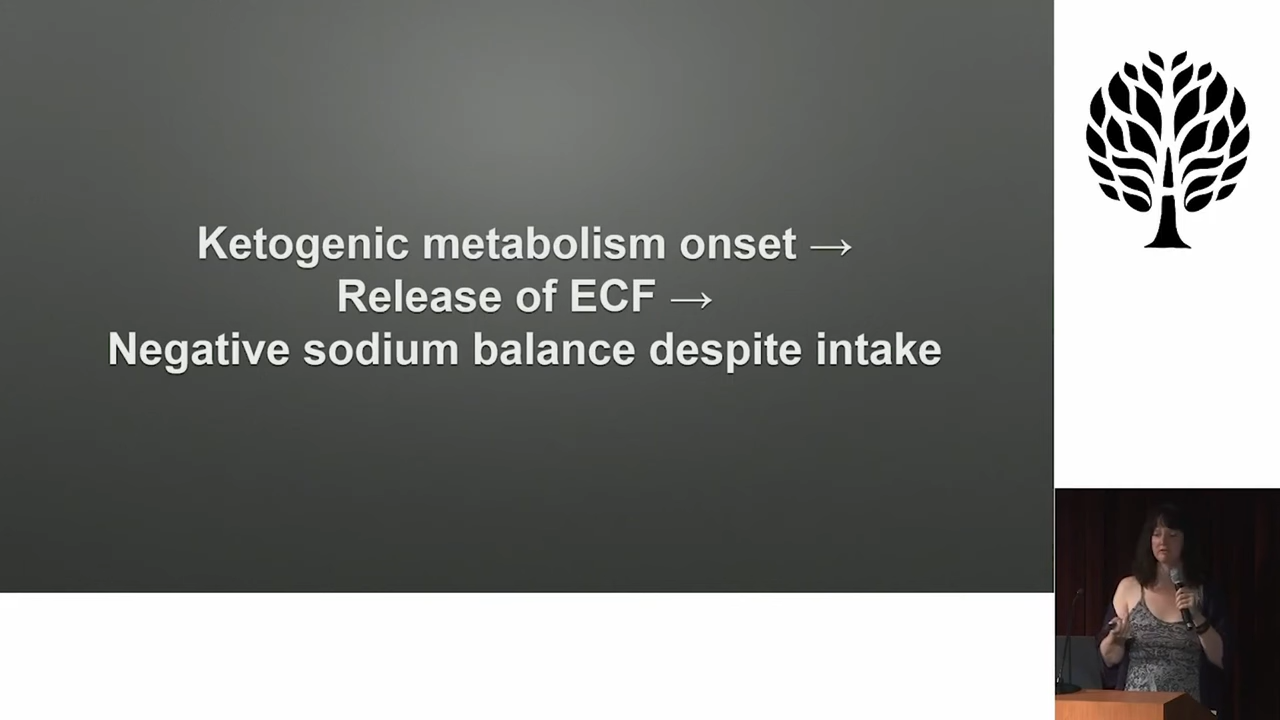 Ketogenic metabolism onset →
Release of ECF →
Negative sodium balance despite intake